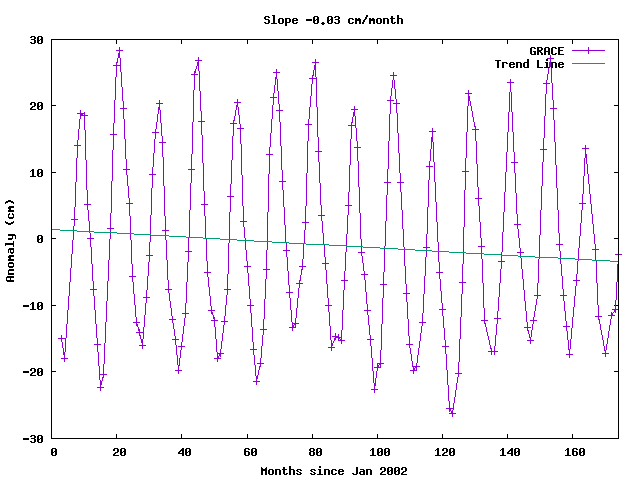 Slope -0.03 cm/month
30
20
10
0
-10
-20
-30
Anomaly (cm)
GRACE
Trend Line
0 20 40 60 80 100 120 140 160
Months since Jan 2002